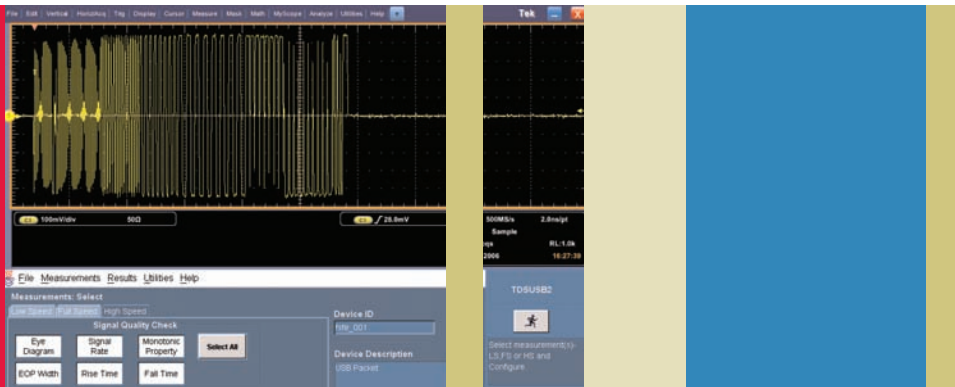 File Edit Vertical Horiz/Acq Trig Display Cursor Measure Mask Math MyScope Analyze Utilities Help
Tek
100mV/div 50Ω
28.0mV
500MS/s 2.0ns/pt
Sample
RL:1.0k
2006 16:27:39
File Measurements Results Utilities Help
Measurements: Select
Low Speed Full Speed High Speed
Signal Quality Check
Eye Diagram
Signal Rate
Monotonic Property
Select All
EOP Width
Rise Time
Fall Time
Device ID
Device Description
USB Packet
TDSUSB2
Select measurement(s)-
LS,FS or HS and
Configure.